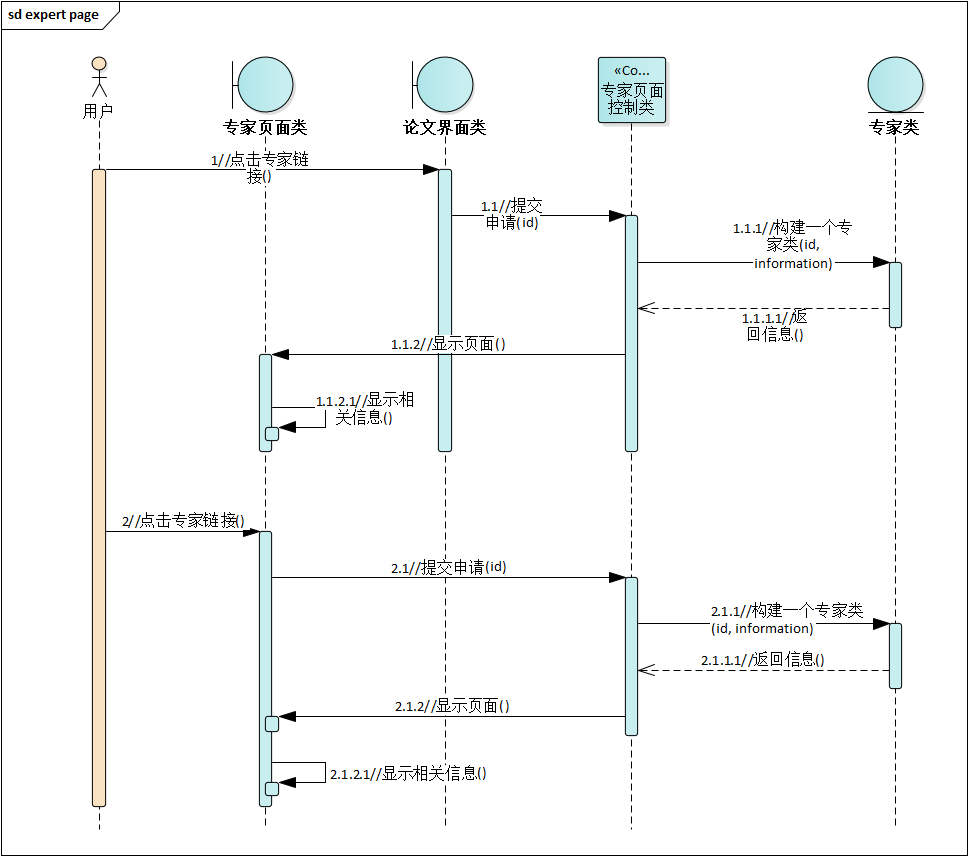 sd expert page
用户
专家页面类
论文界面类
«Co...
专家页面
控制类
专家类
1//点击专家链
接()
1.1//提交
申请(id)
1.1.1//构建一个专
家类(id,
information)
1.1.1.1//返
回信息()
1.1.2//显示页面()
1.1.2.1//显示相
关信息()
2//点击专家链接()
2.1//提交申请(id)
2.1.1//构建一个专家类
(id, information)
2.1.1.1//返回信息()
2.1.2//显示页面()
2.1.2.1//显示相关信息()